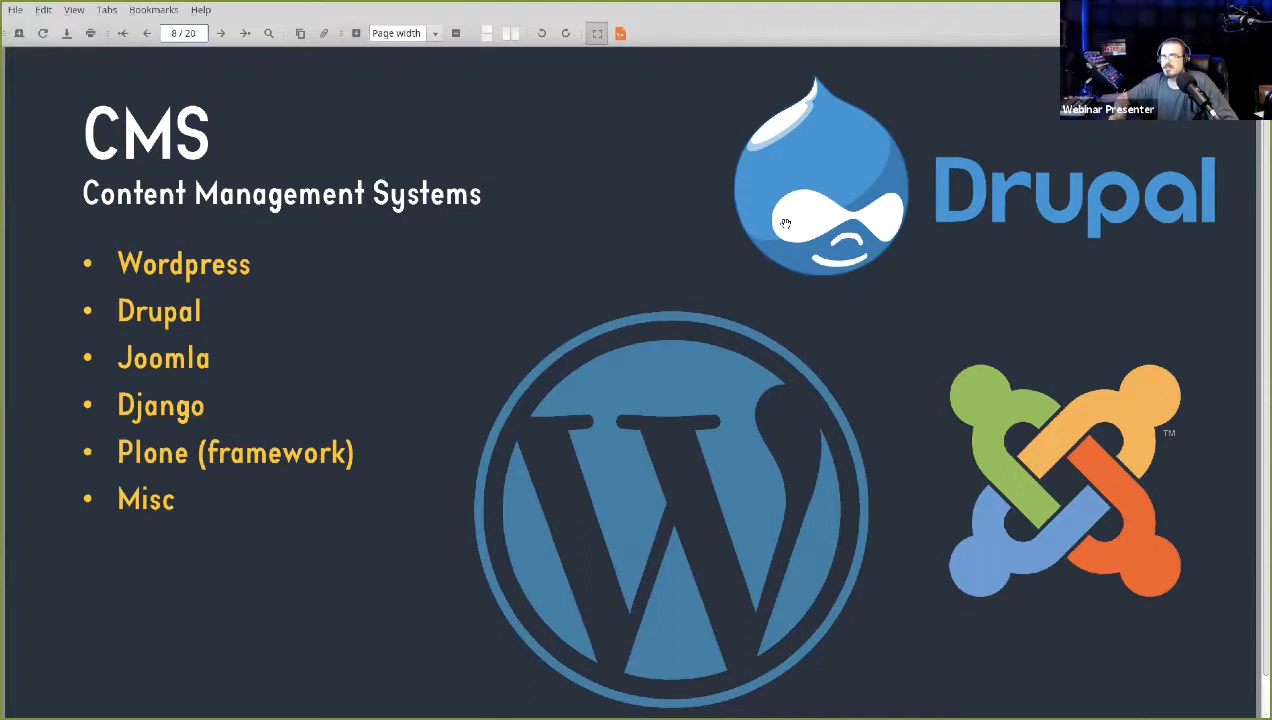 File Edit View Tabs Bookmarks Help
8 / 20 Page width
Webinar Presenter
CMS
Content Management Systems
• Wordpress
• Drupal
• Joomla
• Django
• Plone (framework)
• Misc
Drupal
W
TM